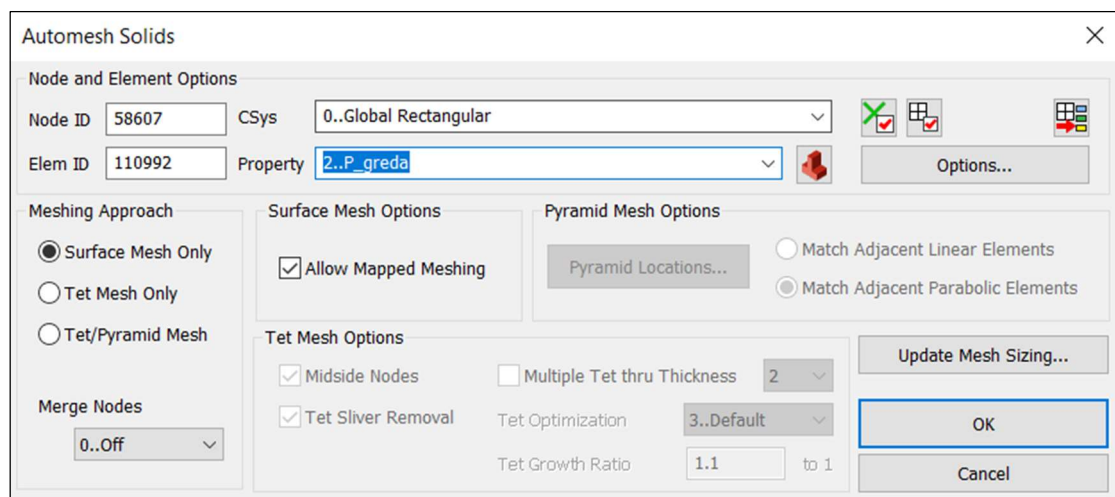 Automesh Solids
Node and Element Options
Node ID 58607 CSys 0..Global Rectangular
Elem ID 110992 Property 2..P_greda Options...
Meshing Approach
Surface Mesh Only
Tet Mesh Only
Tet/Pyramid Mesh
Merge Nodes
0..Off
Surface Mesh Options
Allow Mapped Meshing
Pyramid Mesh Options
Pyramid Locations...
Match Adjacent Linear Elements
Match Adjacent Parabolic Elements
Tet Mesh Options
Midside Nodes Multiple Tet thru Thickness 2
Tet Sliver Removal Tet Optimization 3..Default
Tet Growth Ratio 1.1 to 1
Update Mesh Sizing...
OK
Cancel